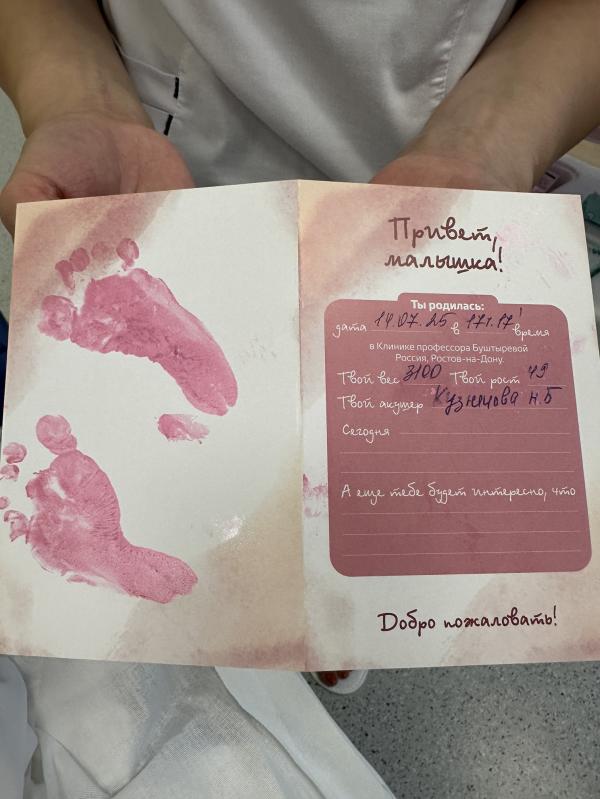 Привет,
малышка!
Ты родилась:
дата 14.07.25 в 17ч.17' время
в Клинике профессора Буштыревой
Россия, Ростов-на-Дону.
Твой вес 3100 Твой рост 49
Твой акушер Кузнецова Н.Б
Сегодня
А еще тебе будет интересно, что
Добро пожаловать!